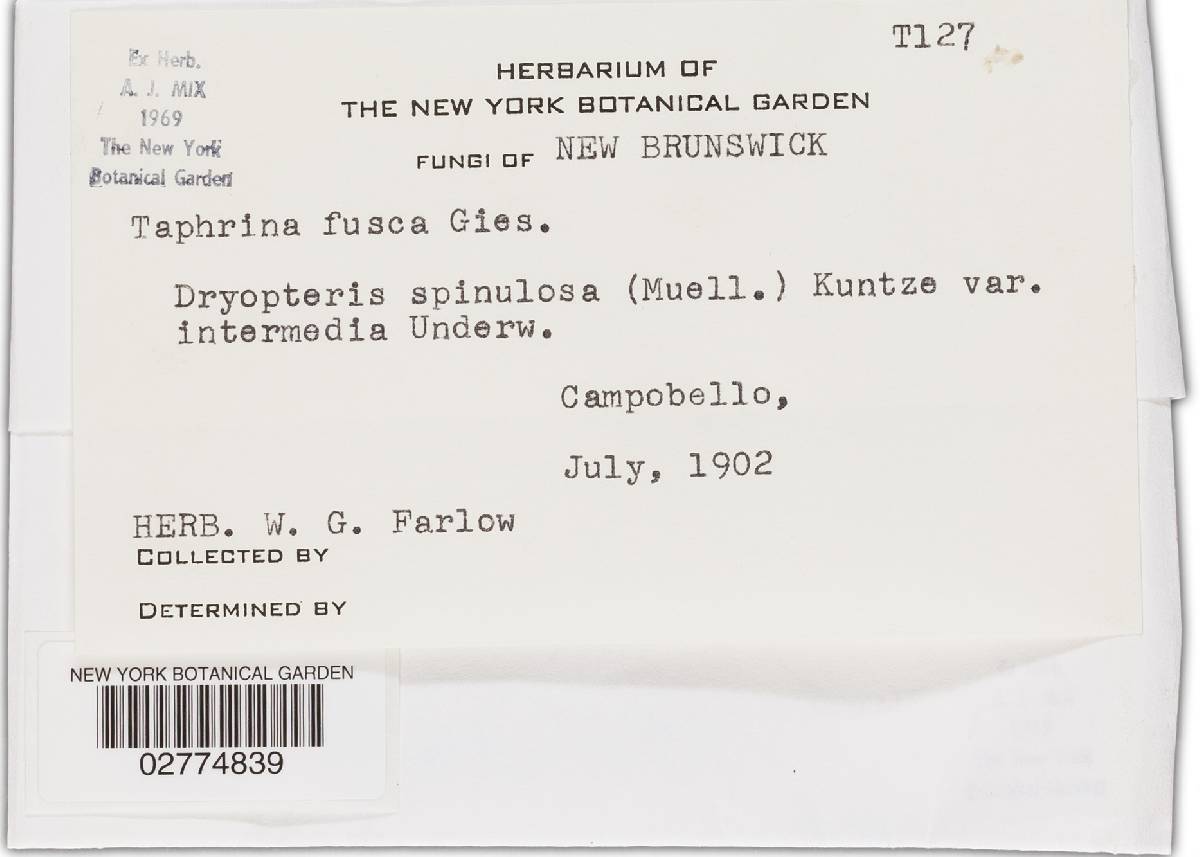 T127
Ex Herb.
A. J. MIX
1969
The New York
Botanical Garden
HERBARIUM OF
THE NEW YORK BOTANICAL GARDEN
FUNGI OF NEW BRUNSWICK
Taphrina fusca Gies.
Dryopteris spinulosa (Muell.) Kuntze var.
intermedia Underw.
Campobello,
July, 1902
HERB. W. G. Farlow
COLLECTED BY
DETERMINED BY
NEW YORK BOTANICAL GARDEN
02774839